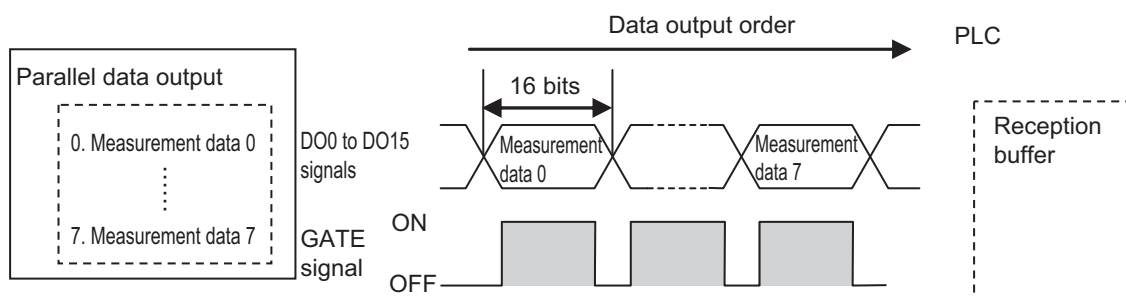 Data output order
PLC
Parallel data output
16 bits
0. Measurement data 0
DO0 to DO15
signals
Measurement
data 0
Measurement
data 7
Reception
buffer
7. Measurement data 7
GATE
signal
ON
OFF